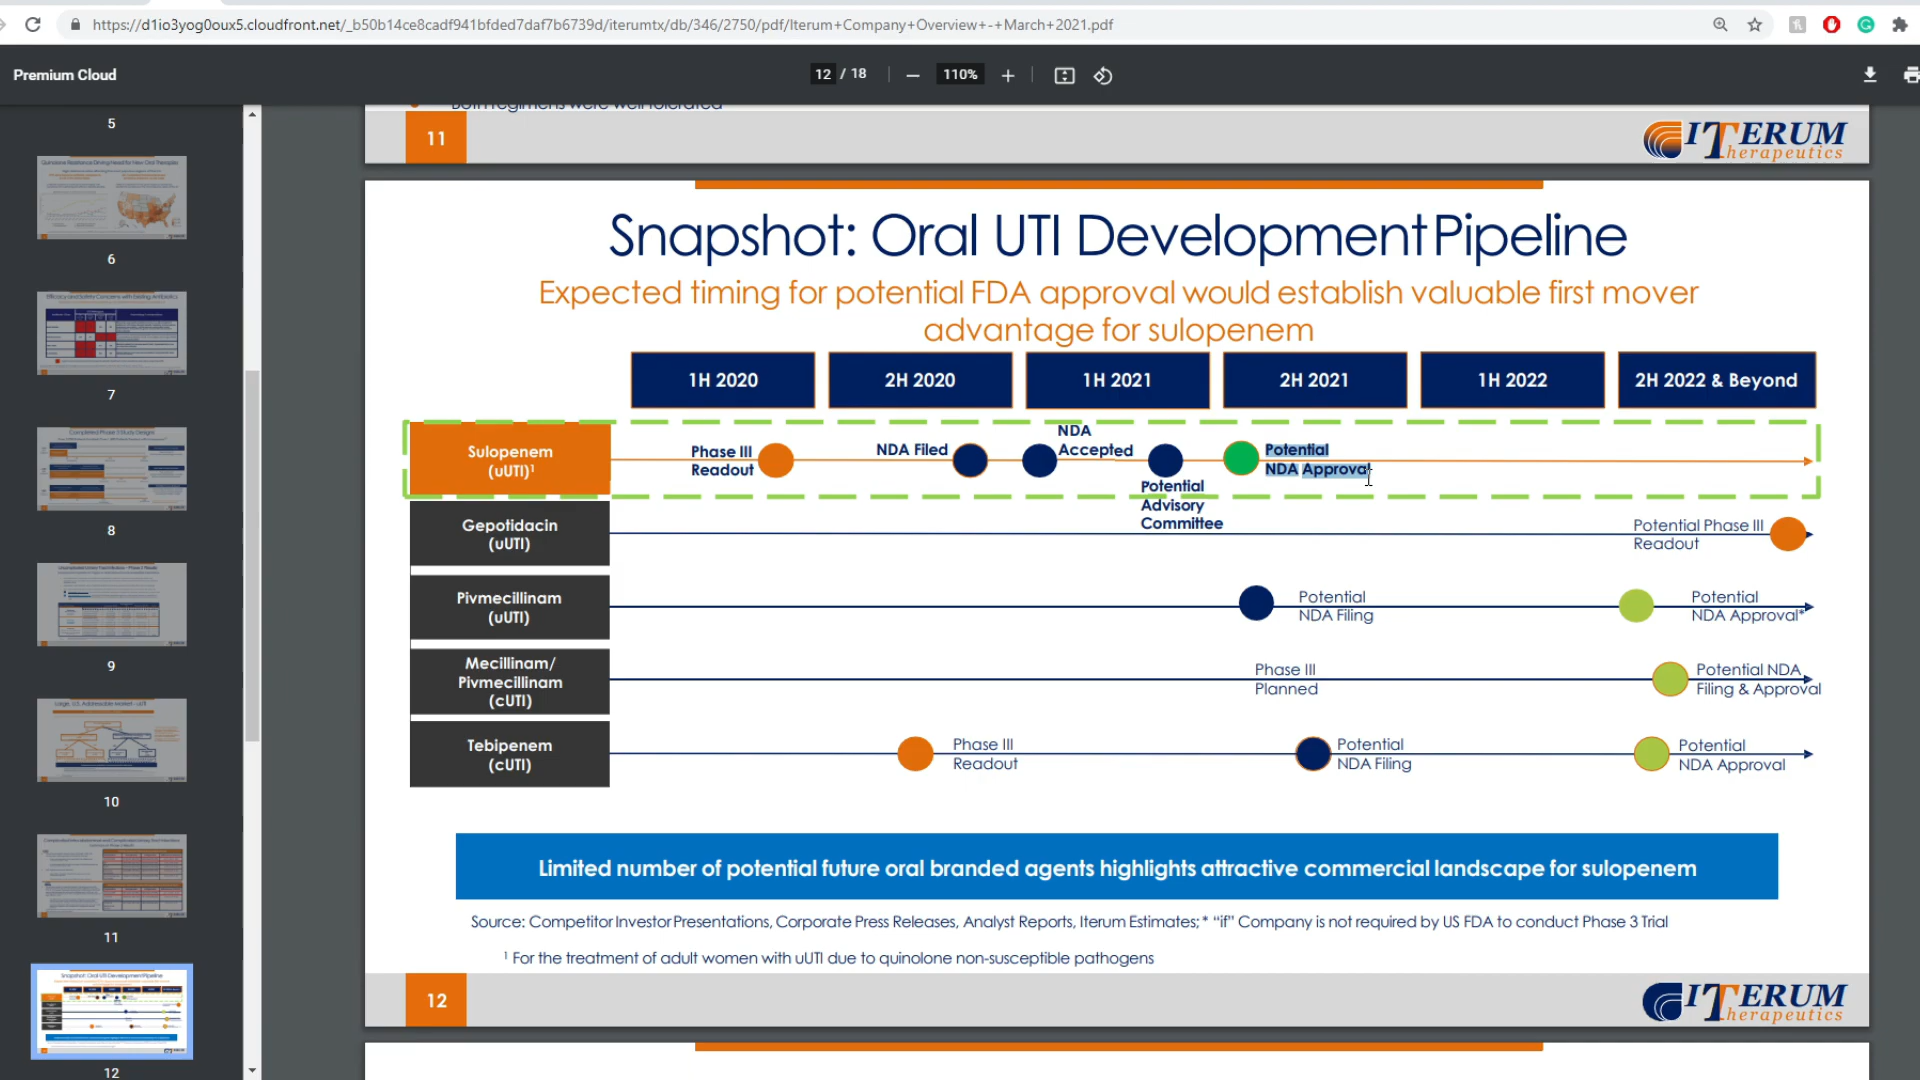 https://d1io3yog0oux5.cloudfront.net/_b50b14ce8cadf941bfded7daf7b6739d/iterumtx/db/346/2750/pdf/Iterum+Company+Overview+-+March+2021.pdf
Premium Cloud
12 / 18
110%
5
6
7
8
9
10
11
12
Both regimens were well tolerated
11
ITERUM
Therapeutics
Snapshot: Oral UTI Development Pipeline
Expected timing for potential FDA approval would establish valuable first mover
advantage for sulopenem
1H 2020
2H 2020
1H 2021
2H 2021
1H 2022
2H 2022 & Beyond
Sulopenem
(uUTI)¹
Phase III
Readout
NDA Filed
NDA
Accepted
Potential
Advisory
Committee
Potential
NDA Approval
Gepotidacin
(uUTI)
Potential Phase III
Readout
Pivmecillinam
(uUTI)
Potential
NDA Filing
Potential
NDA Approval*
Mecillinam/
Pivmecillinam
(cUTI)
Phase III
Planned
Potential NDA
Filing & Approval
Tebipenem
(cUTI)
Phase III
Readout
Potential
NDA Filing
Potential
NDA Approval
Limited number of potential future oral branded agents highlights attractive commercial landscape for sulopenem
Source: Competitor Investor Presentations, Corporate Press Releases, Analyst Reports, Iterum Estimates; * “if” Company is not required by US FDA to conduct Phase 3 Trial
¹ For the treatment of adult women with uUTI due to quinolone non-susceptible pathogens
12
ITERUM
Therapeutics